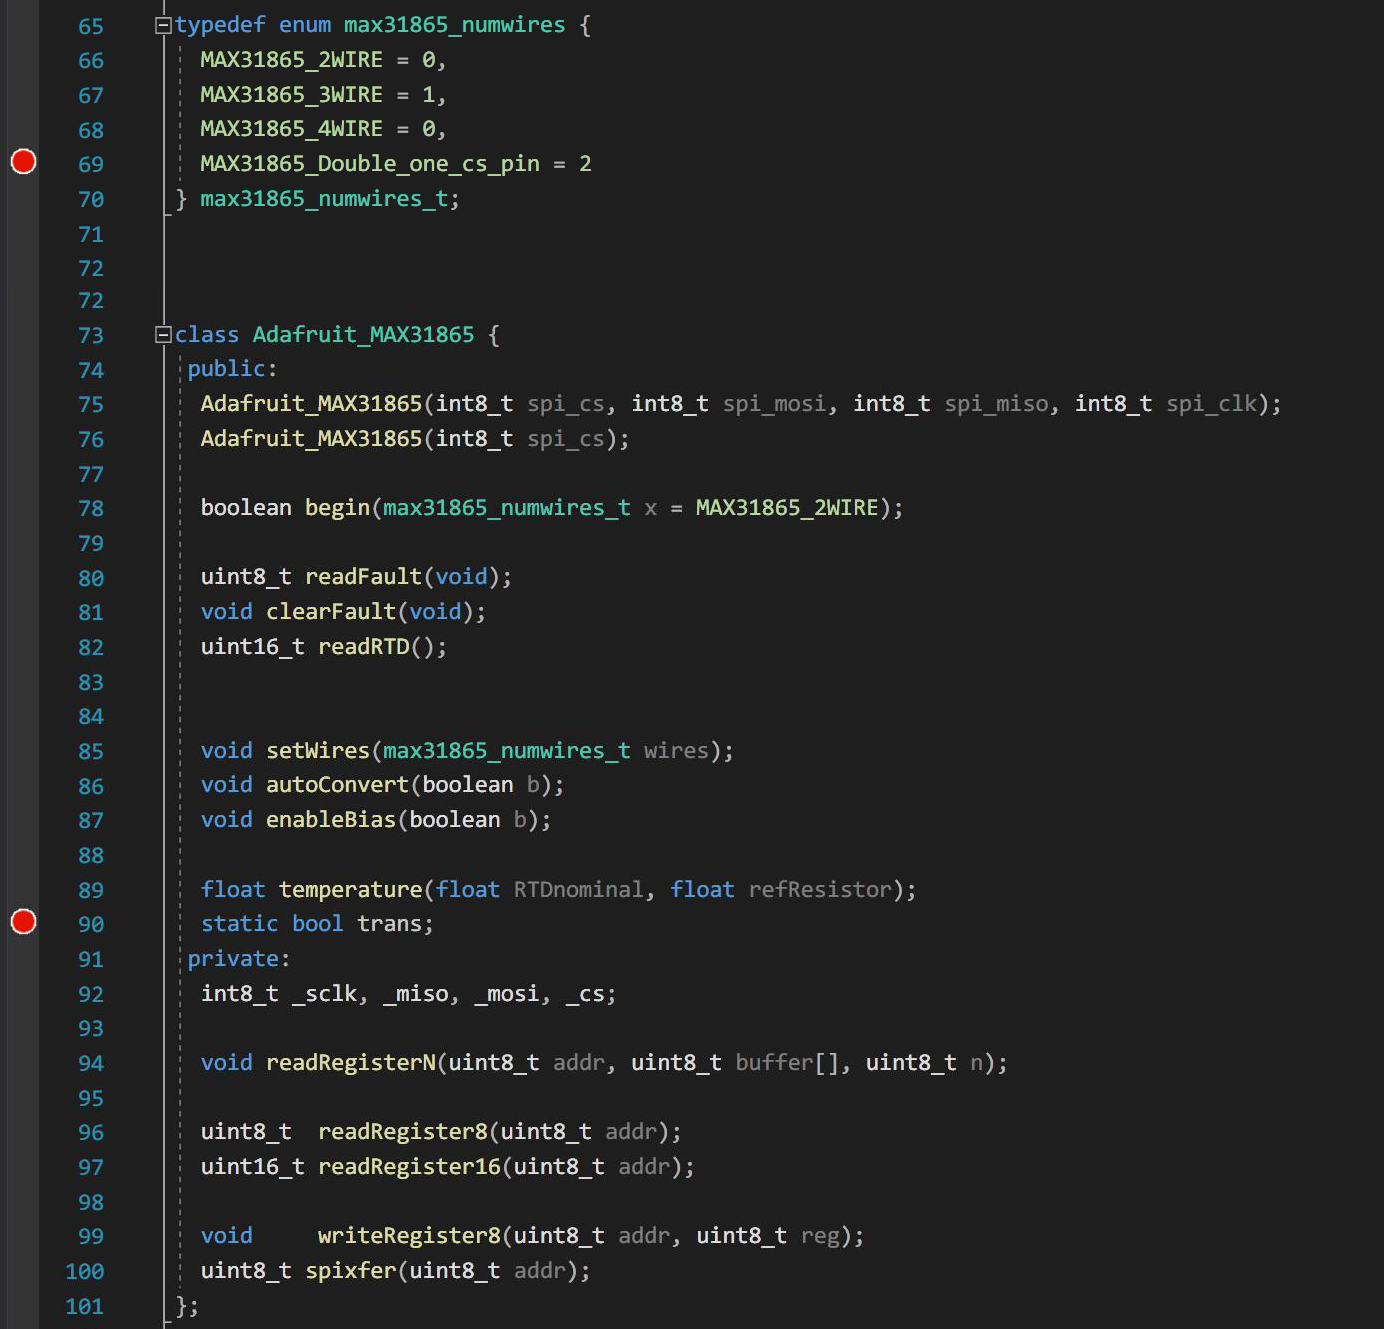 65 typedef enum max31865_numwires {
66 MAX31865_2WIRE = 0,
67 MAX31865_3WIRE = 1,
68 MAX31865_4WIRE = 0,
69 MAX31865_Double_one_cs_pin = 2
70 } max31865_numwires_t;
71
72
72
73 class Adafruit_MAX31865 {
74 public:
75 Adafruit_MAX31865(int8_t spi_cs, int8_t spi_mosi, int8_t spi_miso, int8_t spi_clk);
76 Adafruit_MAX31865(int8_t spi_cs);
77
78 boolean begin(max31865_numwires_t x = MAX31865_2WIRE);
79
80 uint8_t readFault(void);
81 void clearFault(void);
82 uint16_t readRTD();
83
84
85 void setWires(max31865_numwires_t wires);
86 void autoConvert(boolean b);
87 void enableBias(boolean b);
88
89 float temperature(float RTDnominal, float refResistor);
90 static bool trans;
91 private:
92 int8_t _sclk, _miso, _mosi, _cs;
93
94 void readRegisterN(uint8_t addr, uint8_t buffer[], uint8_t n);
95
96 uint8_t  readRegister8(uint8_t addr);
97 uint16_t readRegister16(uint8_t addr);
98
99 void     writeRegister8(uint8_t addr, uint8_t reg);
100 uint8_t spixfer(uint8_t addr);
101 };